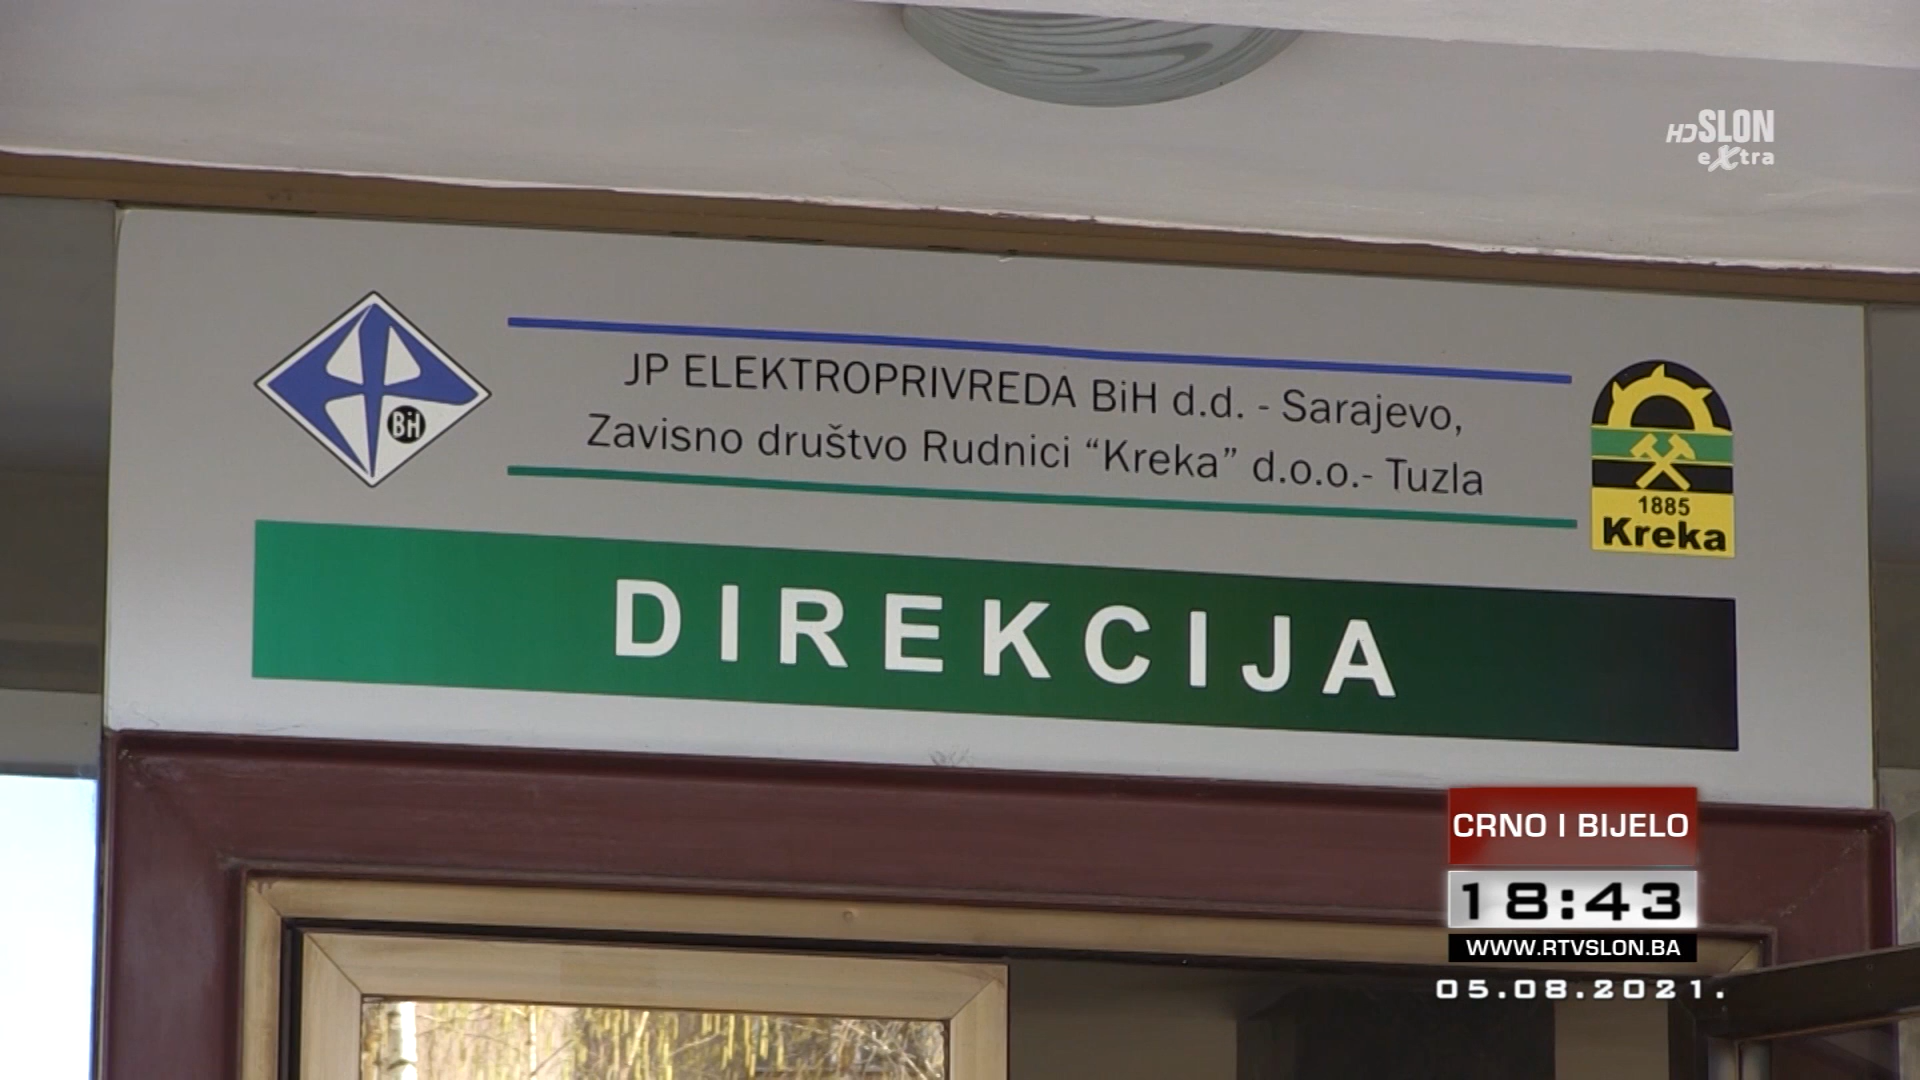 HD SLON
eXtra
BiH
JP ELEKTROPRIVREDA BiH d.d. - Sarajevo,
Zavisno društvo Rudnici “Kreka” d.o.o.- Tuzla
1885
Kreka
DIREKCIJA
CRNO I BIJELO
18:43
WWW.RTVSLON.BA
05.08.2021.